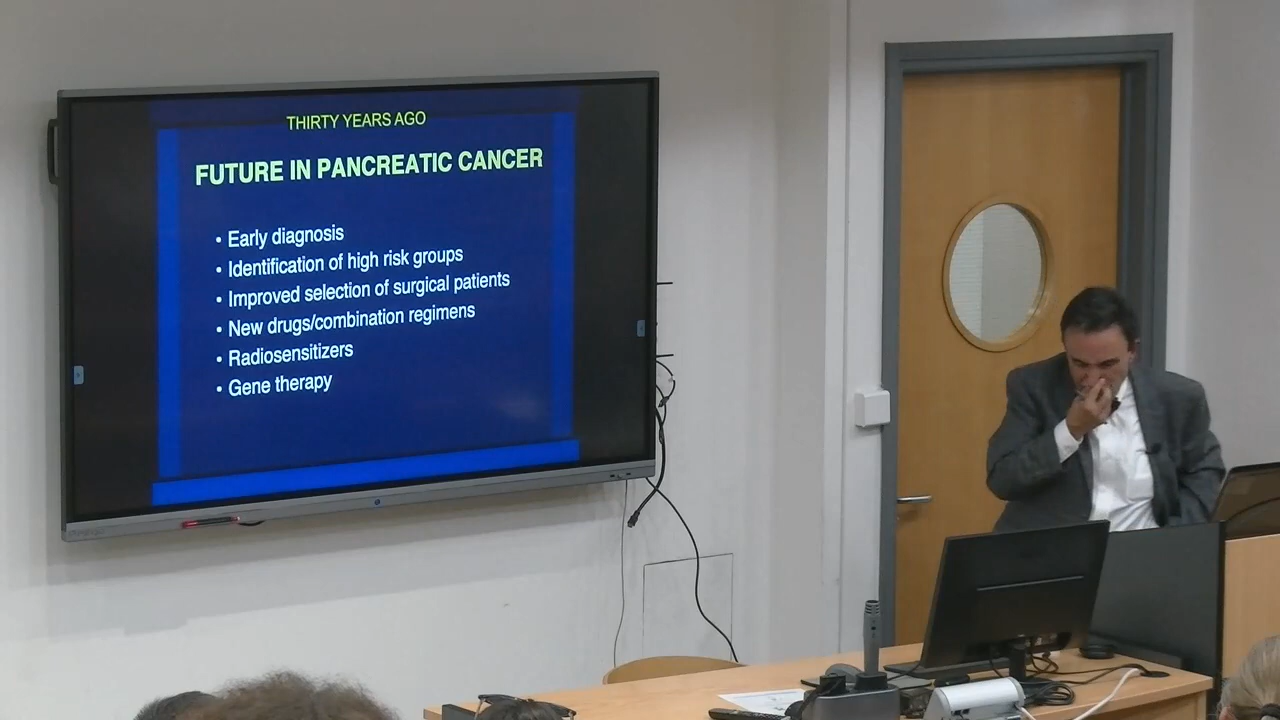 THIRTY YEARS AGO
FUTURE IN PANCREATIC CANCER
• Early diagnosis
• Identification of high risk groups
• Improved selection of surgical patients
• New drugs/combination regimens
• Radiosensitizers
• Gene therapy